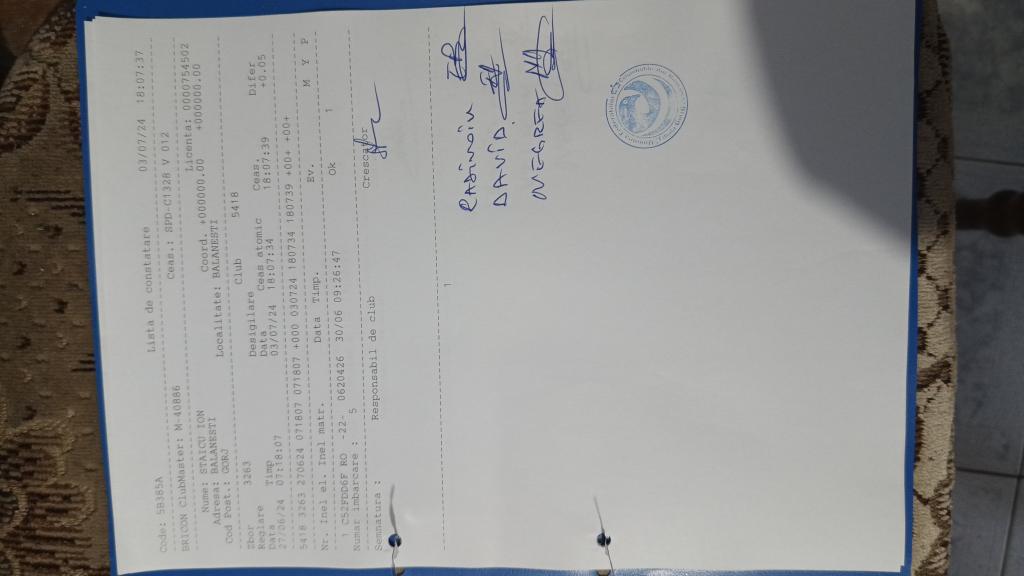 Lista de constatare 03/07/24 18:07:37
Code: 5B385A
BRICON ClubMaster: M-40886 Ceas.: SPD-C1328 V 012
Licenta: 0000754502
Nume: STAICU ION Coord. +000000.00 +0000000:00
Adresa: BALANESTI Localitate: BALANESTI
Cod Post.: GORJ
Club 5418
Zbor 3263
Reglare Desigilare
Data Timp Data Ceas atomic Ceas. Difer
27/06/24 07:18:07 03/07/24 18:07:34 18:07:39 +0.05
5418 3263 270624 071807 071807 +000 030724 180734 180739 +00+ +00+
Nr. Inel el. Inel matr. Data Timp. Ev. M Y P
1 C52FDD6F RO -22- 0620426 30/06 09:26:47 Ok 1
Numar imbarcare : 5
Semnatura : Responsabil de club Crescator
1
DAVID